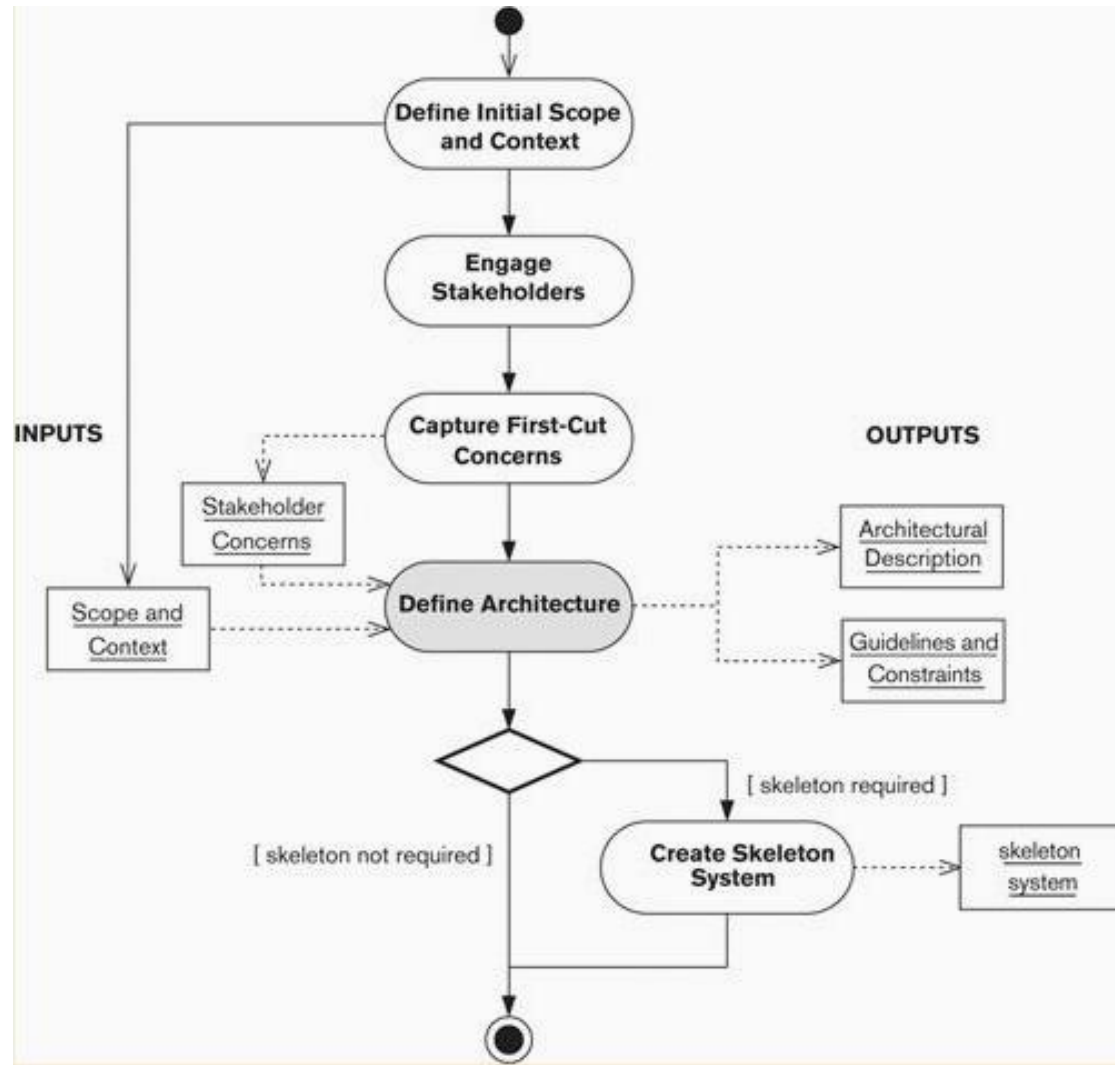 Define Initial Scope
and Context
Engage
Stakeholders
Capture First-Cut
Concerns
INPUTS
OUTPUTS
Stakeholder
Concerns
Architectural
Description
Define Architecture
Scope and
Context
Guidelines and
Constraints
[ skeleton required ]
[ skeleton not required ]
Create Skeleton
System
skeleton
system